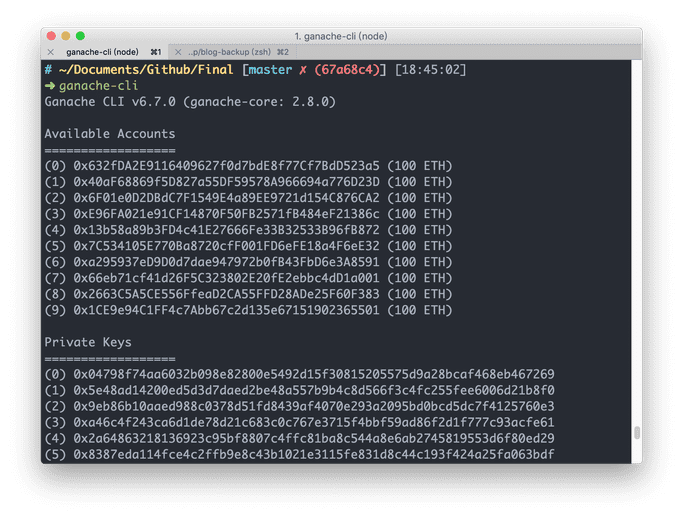 1. ganache-cli (node)
× ganache-cli (node) ⌘1 × ..p/blog-backup (zsh) ⌘2
# ~/Documents/Github/Final [master ✗ (67a68c4)] [18:45:02]
➜ ganache-cli
Ganache CLI v6.7.0 (ganache-core: 2.8.0)
Available Accounts
==================
(0) 0x632fDA2E9116409627f0d7bdE8f77Cf7BdD523a5 (100 ETH)
(1) 0x40aF68869f5D827a55DF59578A966694a776D23D (100 ETH)
(2) 0x6F01e0D2DBdC7F1549E4a89EE9721d154C876CA2 (100 ETH)
(3) 0xE96FA021e91CF14870F50FB2571fB484eF21386c (100 ETH)
(4) 0x13b58a89b3FD4c41E27666Fe33B32533B96fB872 (100 ETH)
(5) 0x7C534105E770Ba8720cfF001FD6eFE18a4F6eE32 (100 ETH)
(6) 0xa295937eD9D0d7dae947972b0fB43FbD6e3A8591 (100 ETH)
(7) 0x66eb71cf41d26F5C323802E20fE2ebbc4dD1a001 (100 ETH)
(8) 0x2663C5A5CE556FfeaD2CA55FFD28ADe25F60F383 (100 ETH)
(9) 0x1CE9e94C1FF4c7Abb67c2d135e67151902365501 (100 ETH)
Private Keys
==================
(0) 0x04798f74aa6032b098e82800e5492d15f30815205575d9a28bcaf468eb467269
(1) 0x5e48ad14200ed5d3d7daed2be48a557b9b4c8d566f3c4fc255fee6006d21b8f0
(2) 0x9eb86b10aaed988c0378d51fd8439af4070e293a2095bd0bcd5dc7f4125760e3
(3) 0xa46c4f243ca6d1de78d21c683c0c767e3715f4bbf59ad86f2d1f777c93acfe61
(4) 0x2a64863218136923c95bf8807c4ffc81ba8c544a8e6ab2745819553d6f80ed29
(5) 0x8387eda114fce4c2ffb9e8c43b1021e3115fe831d8c44c193f424a25fa063bdf